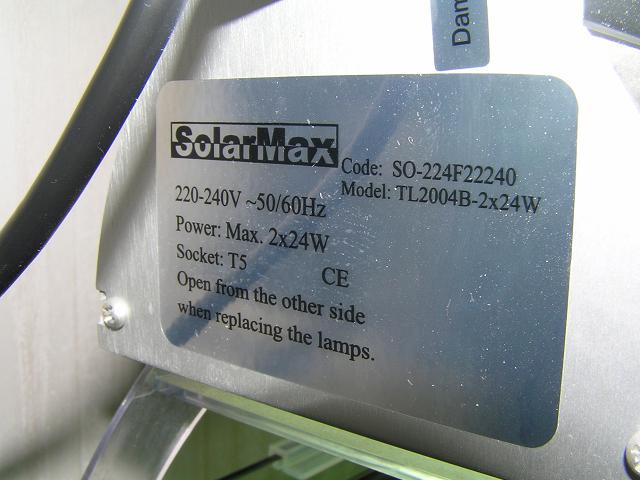 SolarMax
Code: SO-224F22240
Model: TL2004B-2x24W
220-240V ~50/60Hz
Power: Max. 2x24W
Socket: T5
CE
Open from the other side
when replacing the lamps.